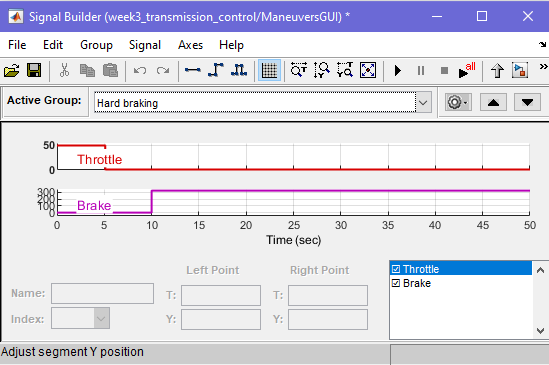 Signal Builder (week3_transmission_control/ManeuversGUI) *
File Edit Group Signal Axes Help
all
Active Group: Hard braking
50
Throttle
0
300
200
100
0
Brake
0 5 10 15 20 25 30 35 40 45 50
Time (sec)
Left Point Right Point
Name: T: T:
Index: Y: Y:
Throttle
Brake
Adjust segment Y position